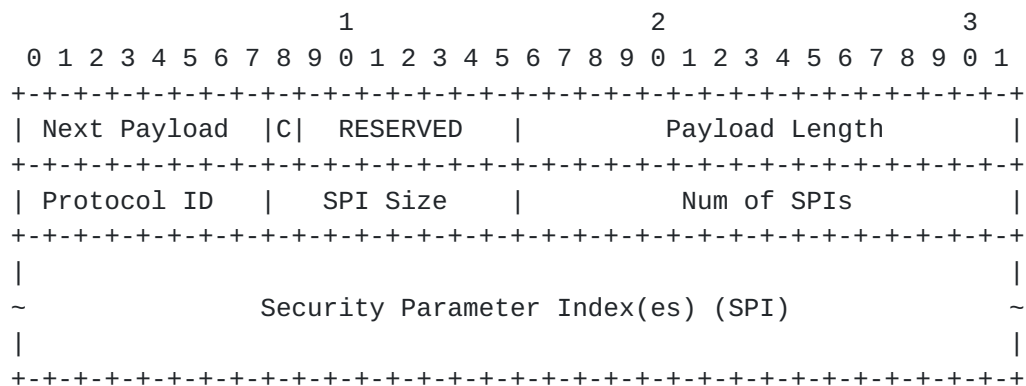 1                   2                   3
 0 1 2 3 4 5 6 7 8 9 0 1 2 3 4 5 6 7 8 9 0 1 2 3 4 5 6 7 8 9 0 1
+-+-+-+-+-+-+-+-+-+-+-+-+-+-+-+-+-+-+-+-+-+-+-+-+-+-+-+-+-+-+-+-+
| Next Payload  |C|  RESERVED   |         Payload Length        |
+-+-+-+-+-+-+-+-+-+-+-+-+-+-+-+-+-+-+-+-+-+-+-+-+-+-+-+-+-+-+-+-+
| Protocol ID   |   SPI Size    |          Num of SPIs          |
+-+-+-+-+-+-+-+-+-+-+-+-+-+-+-+-+-+-+-+-+-+-+-+-+-+-+-+-+-+-+-+-+
|                                                               |
~               Security Parameter Index(es) (SPI)              ~
|                                                               |
+-+-+-+-+-+-+-+-+-+-+-+-+-+-+-+-+-+-+-+-+-+-+-+-+-+-+-+-+-+-+-+-+